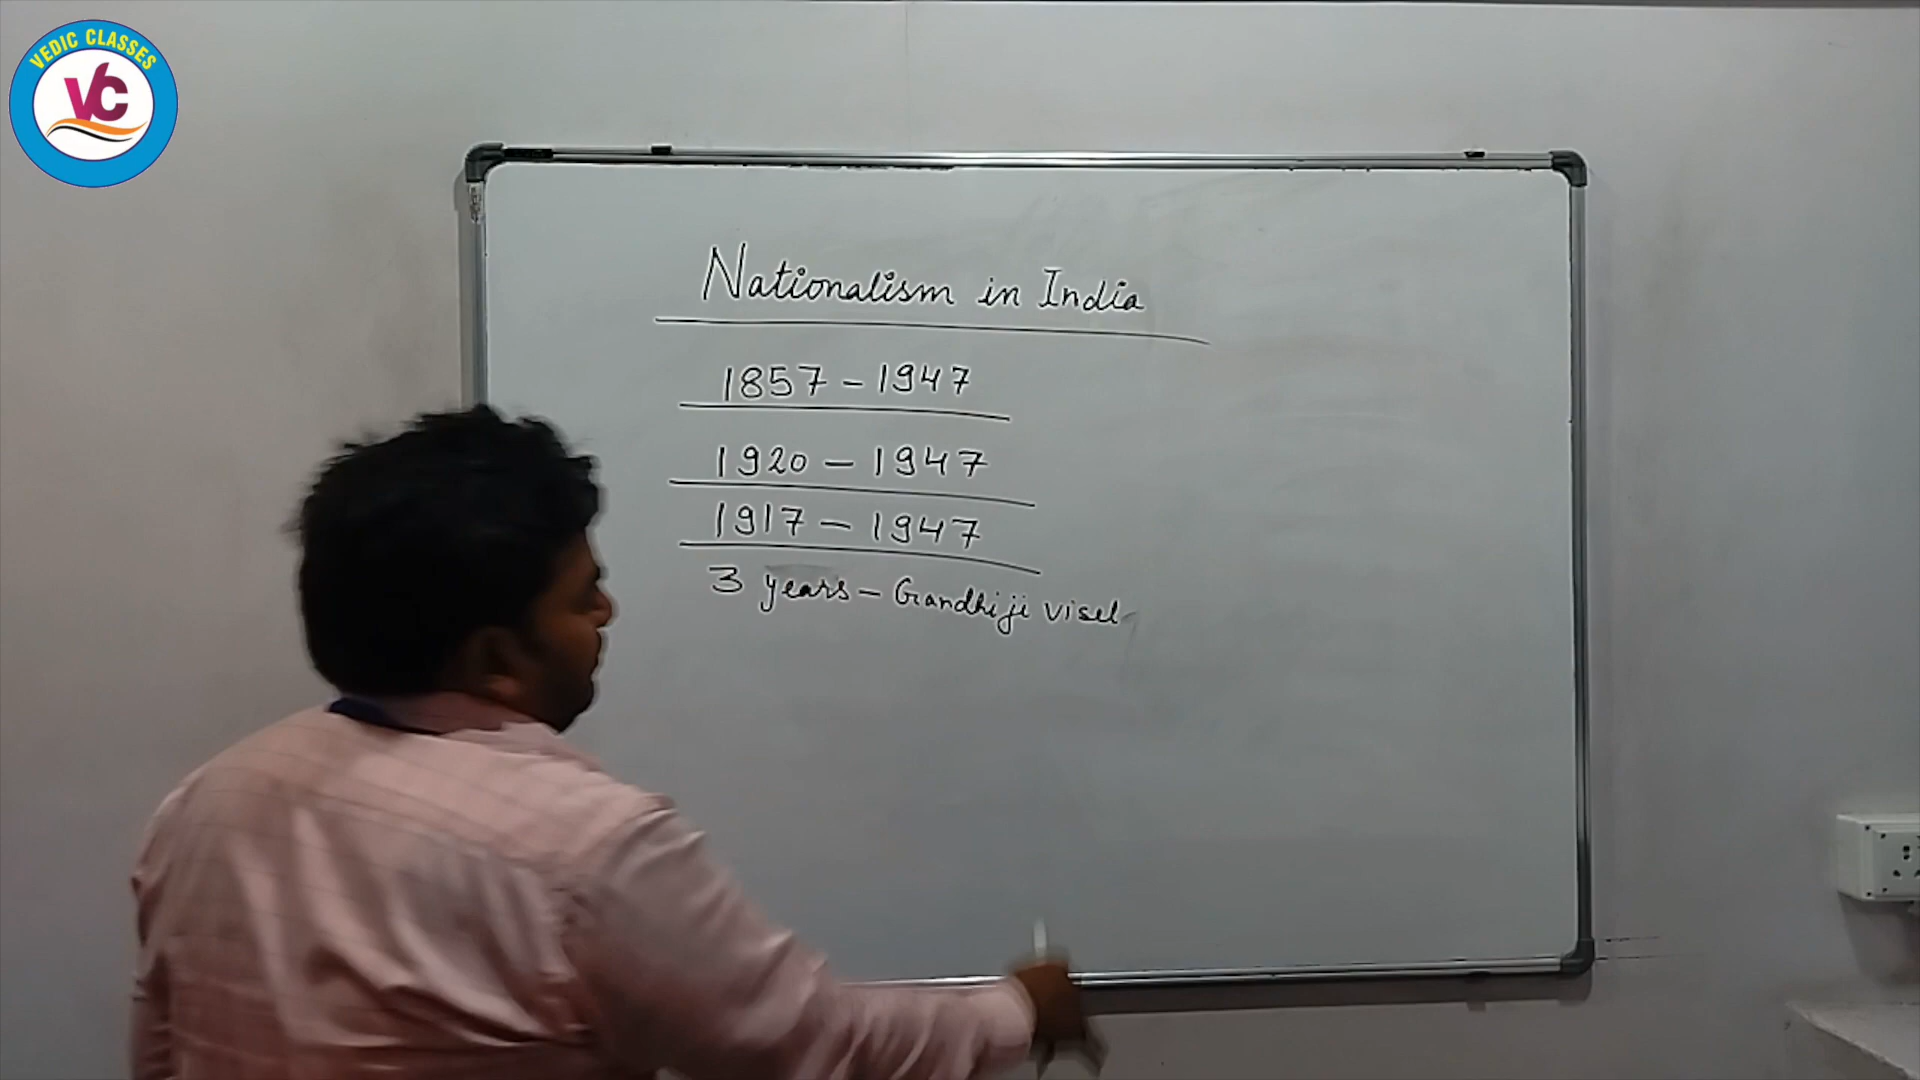 VEDIC CLASSES
VC
Nationalism in India
1857 - 1947
1920 - 1947
1917 - 1947
3 years - Gandhiji visel